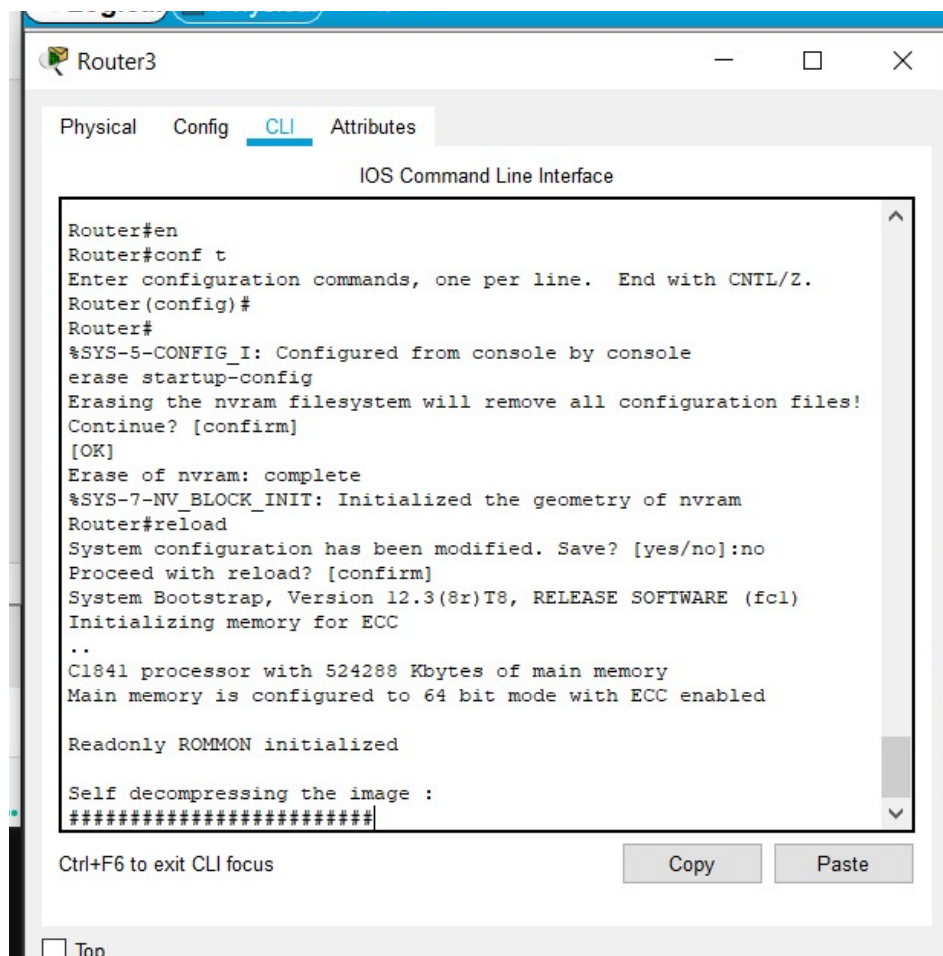 Router3
Physical Config CLI Attributes
IOS Command Line Interface
Router#en
Router#conf t
Enter configuration commands, one per line.  End with CNTL/Z.
Router(config)#
Router#
%SYS-5-CONFIG_I: Configured from console by console
erase startup-config
Erasing the nvram filesystem will remove all configuration files!
Continue? [confirm]
[OK]
Erase of nvram: complete
%SYS-7-NV_BLOCK_INIT: Initialized the geometry of nvram
Router#reload
System configuration has been modified. Save? [yes/no]:no
Proceed with reload? [confirm]
System Bootstrap, Version 12.3(8r)T8, RELEASE SOFTWARE (fc1)
Initializing memory for ECC
..
C1841 processor with 524288 Kbytes of main memory
Main memory is configured to 64 bit mode with ECC enabled
Readonly ROMMON initialized
Self decompressing the image :
##########################
Ctrl+F6 to exit CLI focus
Copy Paste
Top